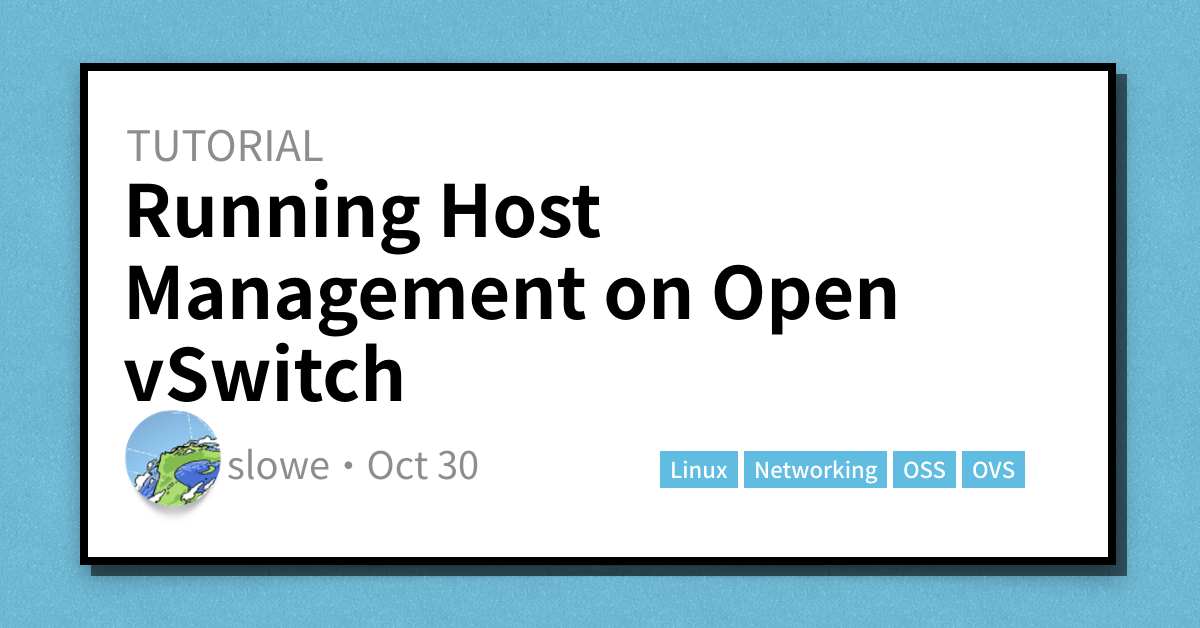 TUTORIAL
Running Host
Management on Open
vSwitch
slowe • Oct 30
Linux Networking OSS OVS